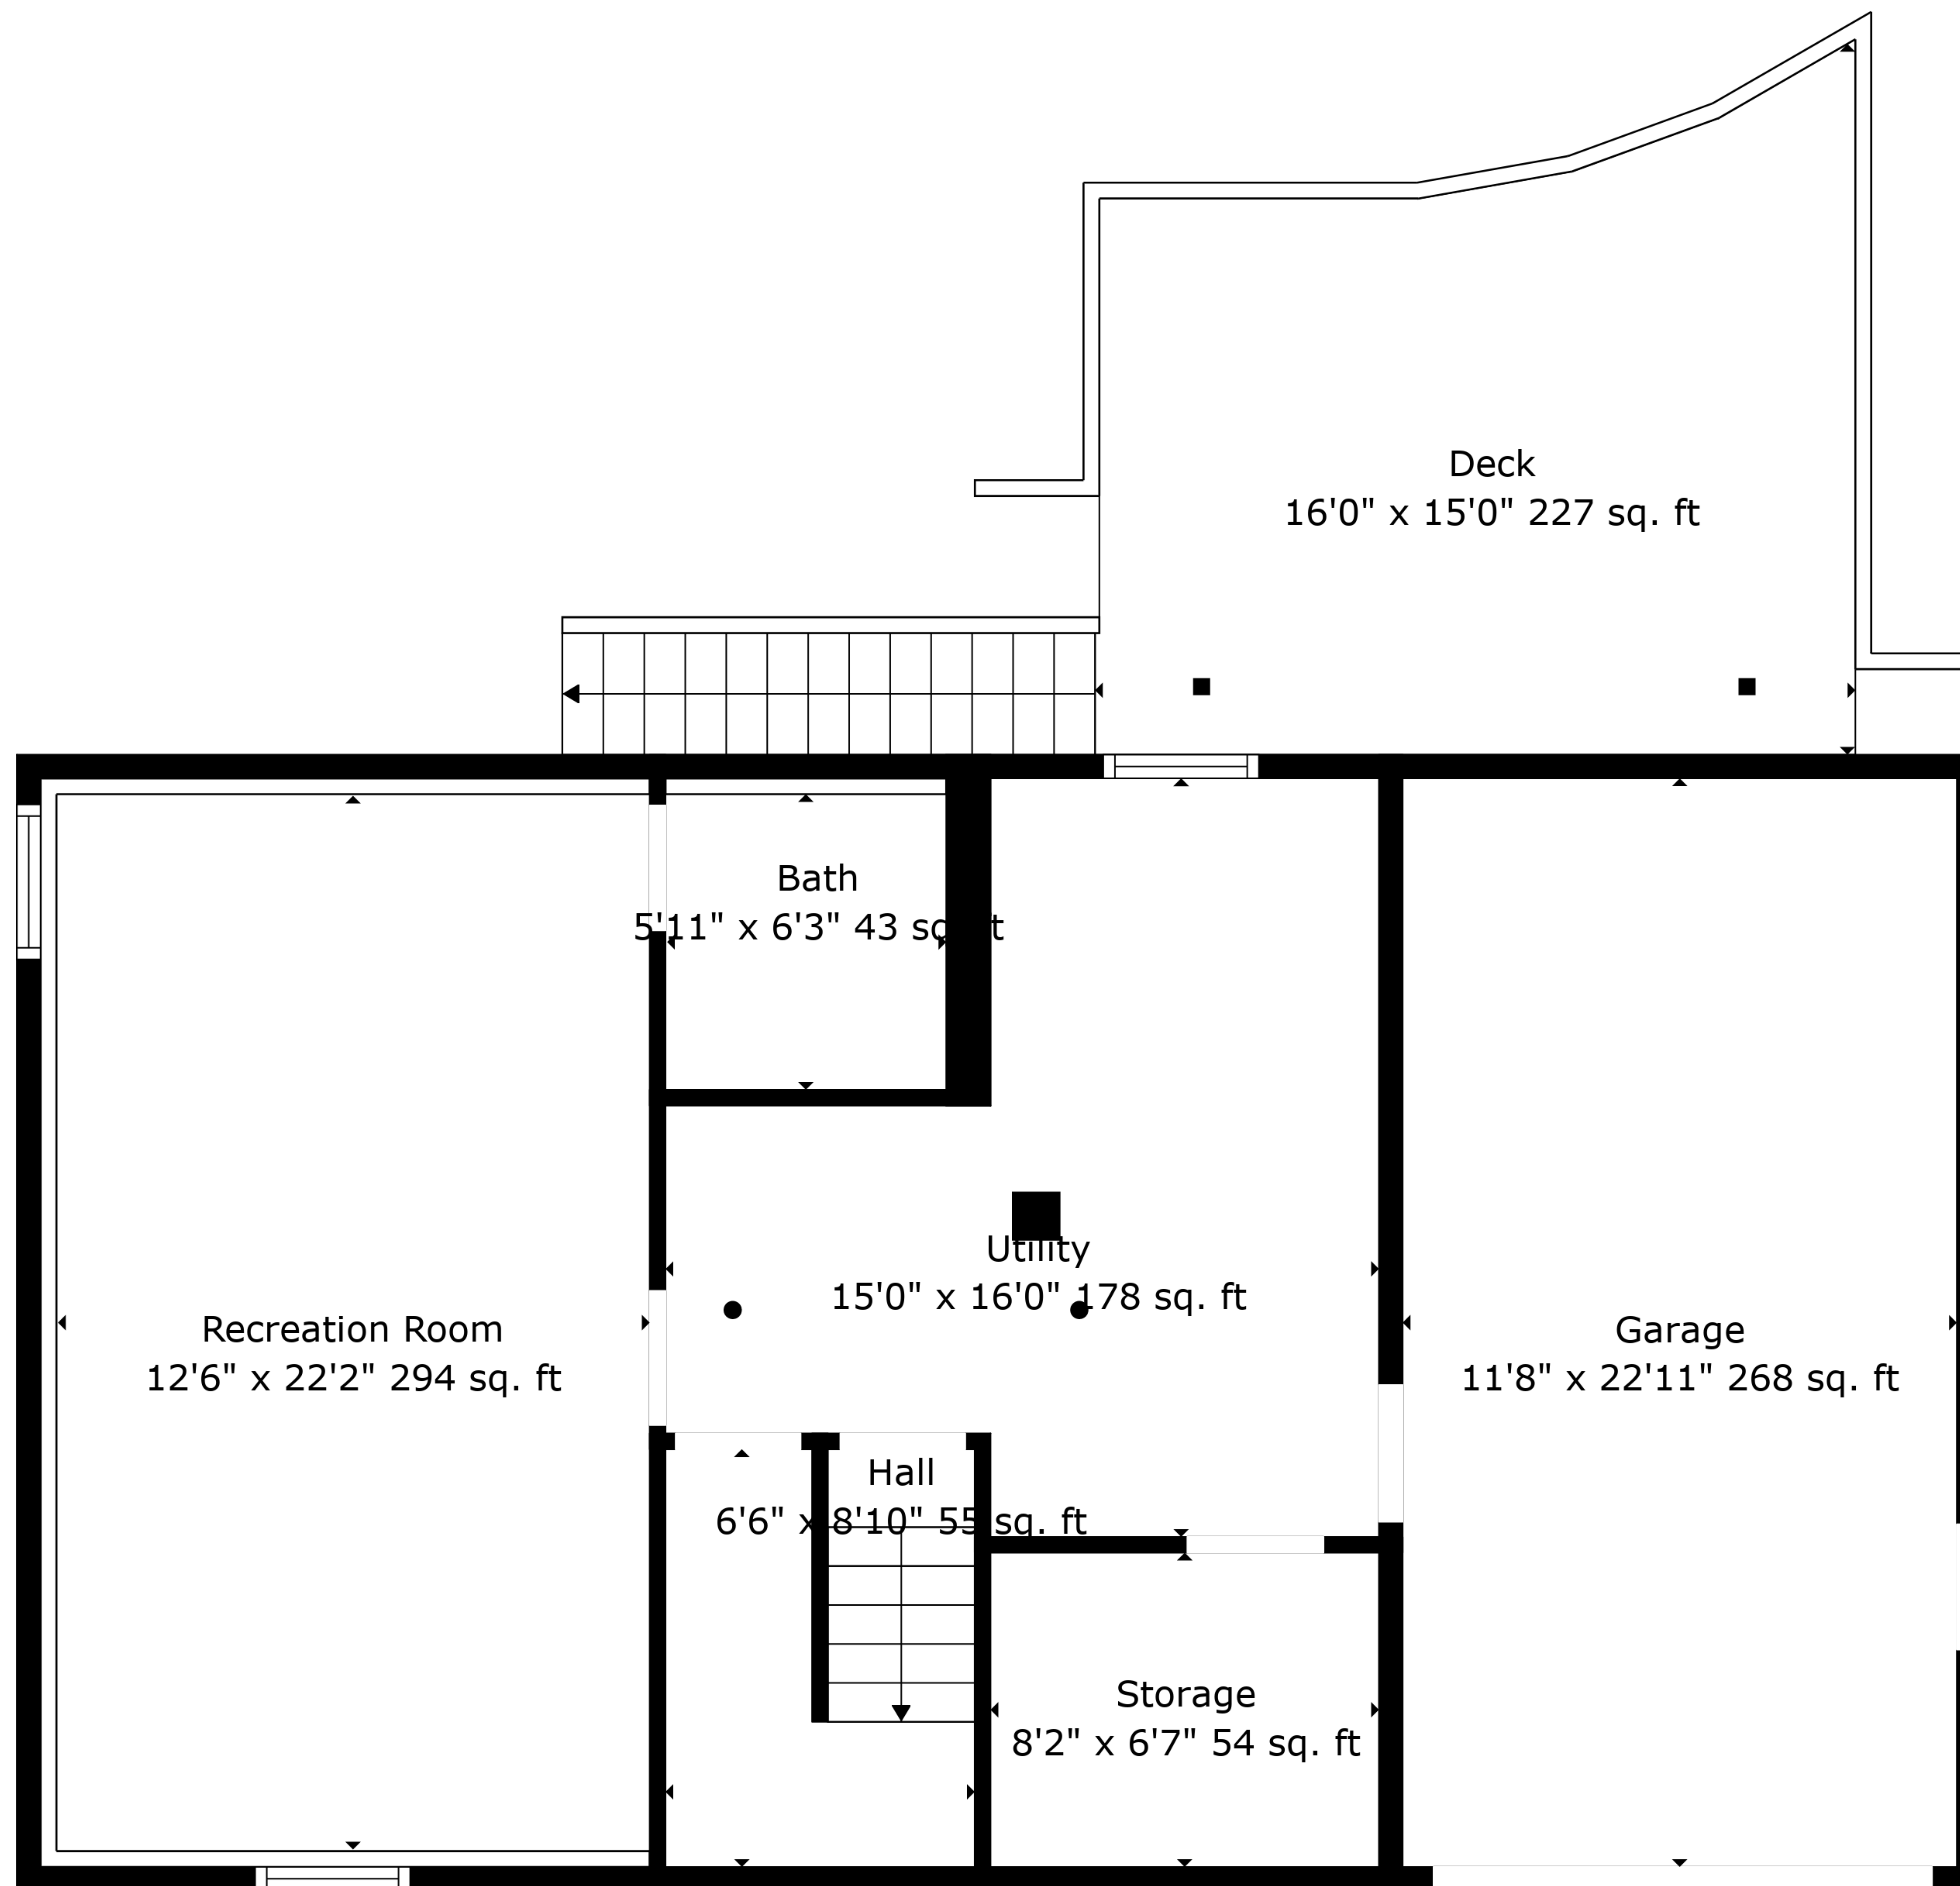 Deck
16'0" x 15'0" 227 sq. ft
Bath
5'11" x 6'3" 43 sq. ft
Utility
15'0" x 16'0" 178 sq. ft
Recreation Room
12'6" x 22'2" 294 sq. ft
Garage
11'8" x 22'11" 268 sq. ft
Hall
6'6" x 8'10" 55 sq. ft
Storage
8'2" x 6'7" 54 sq. ft